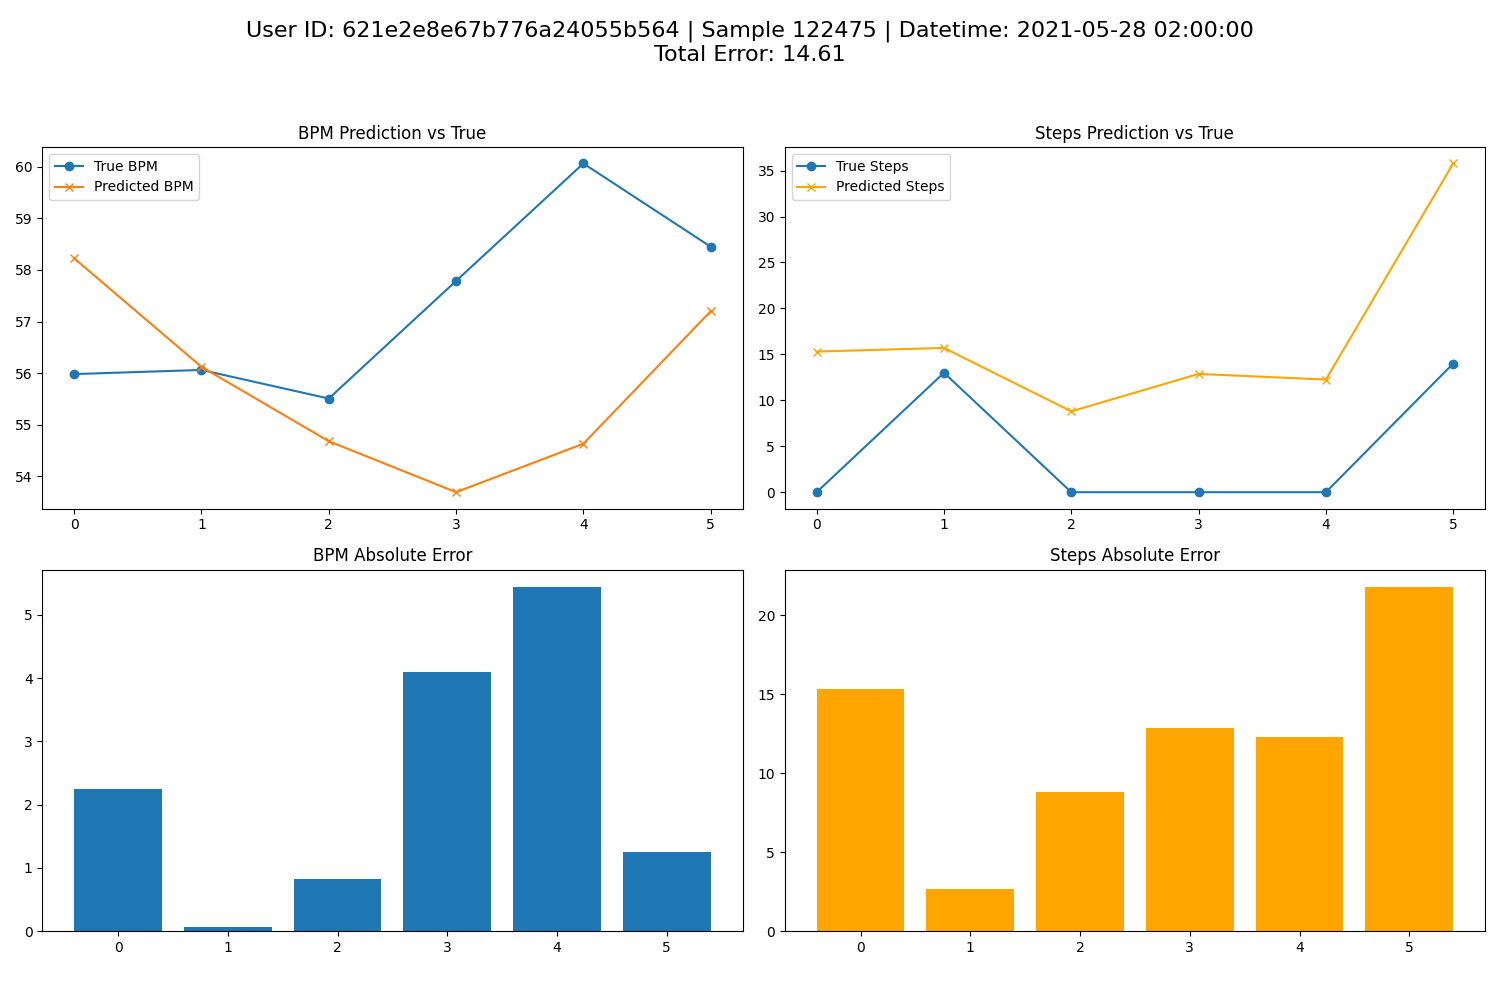 User ID: 621e2e8e67b776a24055b564 | Sample 122475 | Datetime: 2021-05-28 02:00:00
Total Error: 14.61
BPM Prediction vs True
True BPM
Predicted BPM
60
59
58
57
56
55
54
0 1 2 3 4 5
Steps Prediction vs True
True Steps
Predicted Steps
35
30
25
20
15
10
5
0
0 1 2 3 4 5
BPM Absolute Error
5
4
3
2
1
0
0 1 2 3 4 5
Steps Absolute Error
20
15
10
5
0
0 1 2 3 4 5